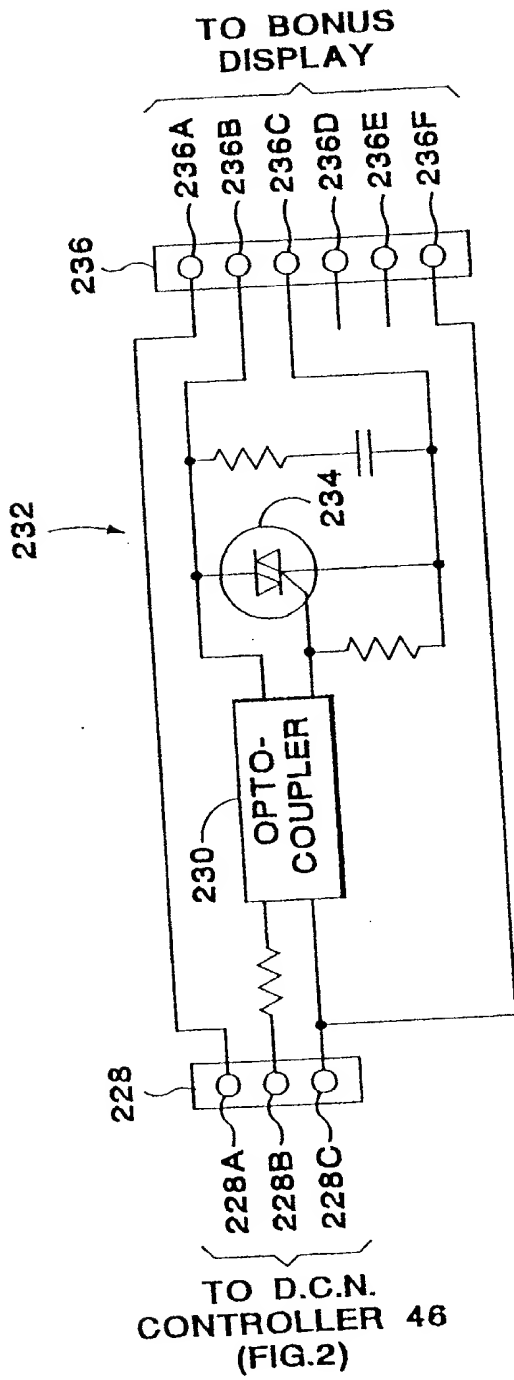 232
236
TO BONUS
DISPLAY
236A
236B
236C
236D
236E
236F
234
230
OPTO-
COUPLER
228
228A
228B
228C
TO D.C.N.
CONTROLLER 46
(FIG.2)